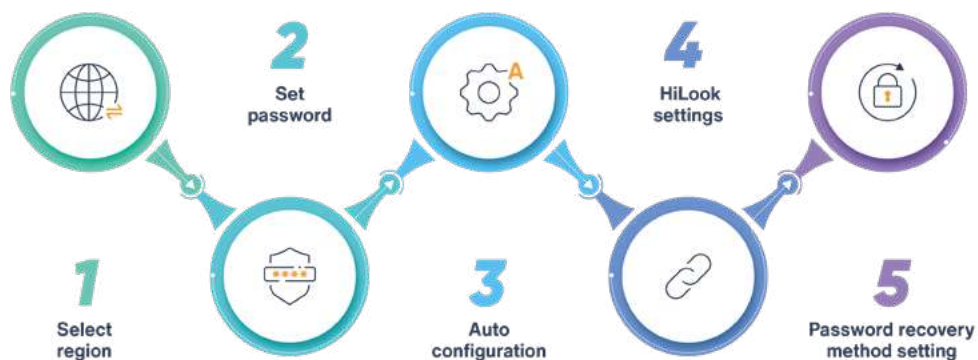 1
Select
region
2
Set
password
A
3
Auto
configuration
4
HiLook
settings
5
Password recovery
method setting